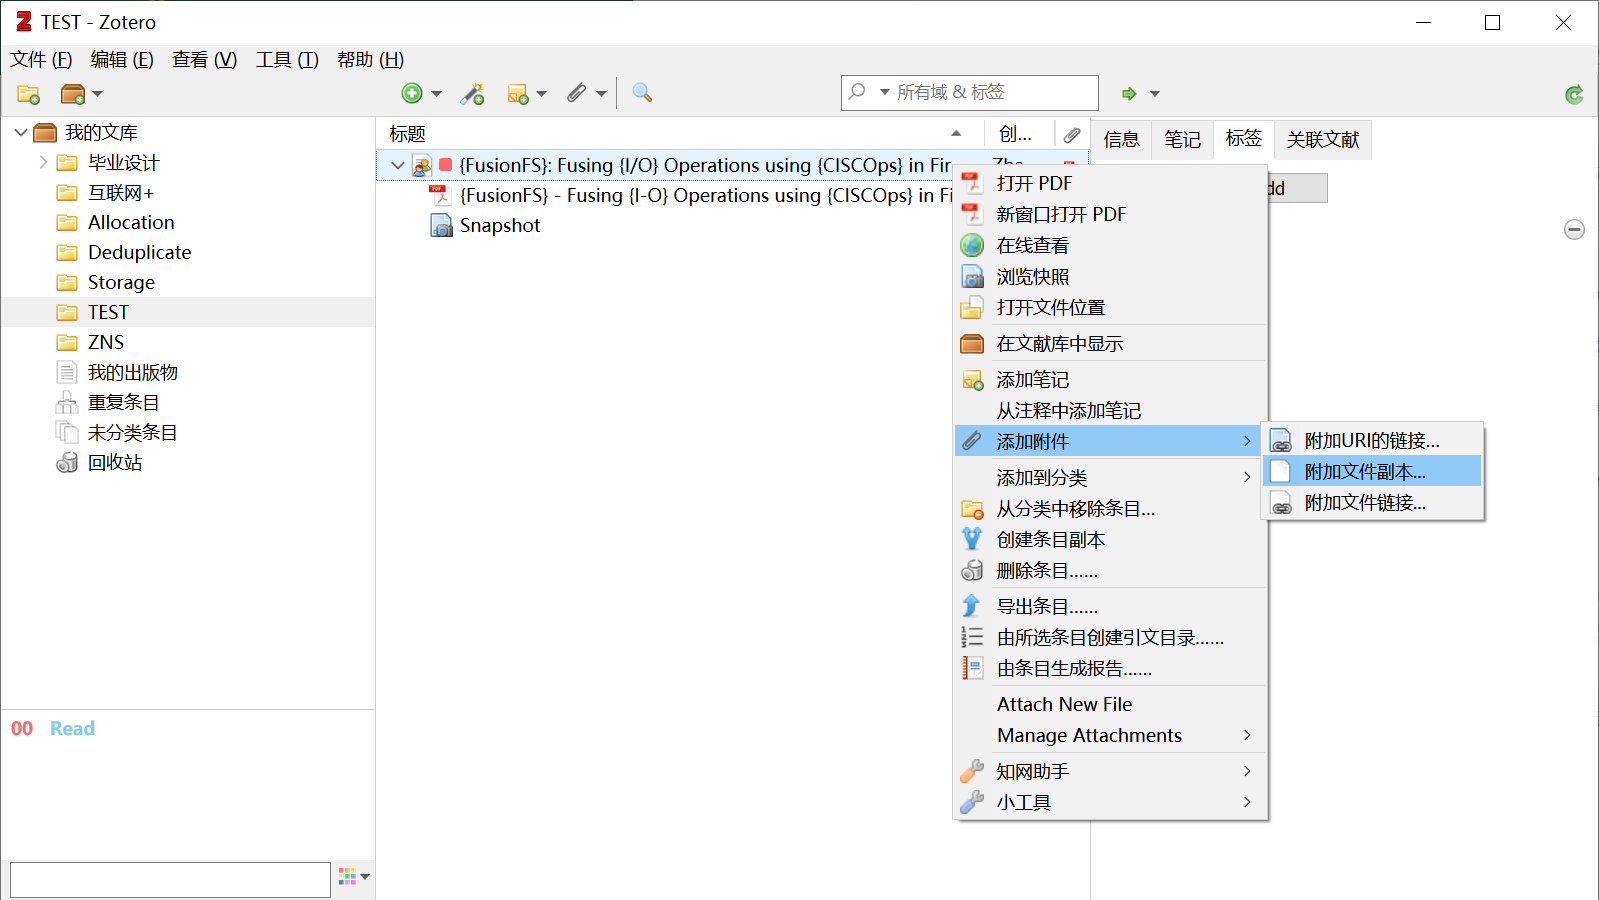 TEST - Zotero
文件 (F) 编辑 (E) 查看 (V) 工具 (T) 帮助 (H)
所有域 & 标签
我的文库
毕业设计
互联网+
Allocation
Deduplicate
Storage
TEST
ZNS
我的出版物
重复条目
未分类条目
回收站
00 Read
标题 创...
{FusionFS}: Fusing {I/O} Operations using {CISCOps} in Fir
{FusionFS} - Fusing {I-O} Operations using {CISCOps} in Fi
Snapshot
信息 笔记 标签 关联文献
dd
打开 PDF
新窗口打开 PDF
在线查看
浏览快照
打开文件位置
在文献库中显示
添加笔记
从注释中添加笔记
添加附件
添加到分类
从分类中移除条目...
创建条目副本
删除条目......
导出条目......
由所选条目创建引文目录......
由条目生成报告......
Attach New File
Manage Attachments
知网助手
小工具
附加URI的链接...
附加文件副本...
附加文件链接...